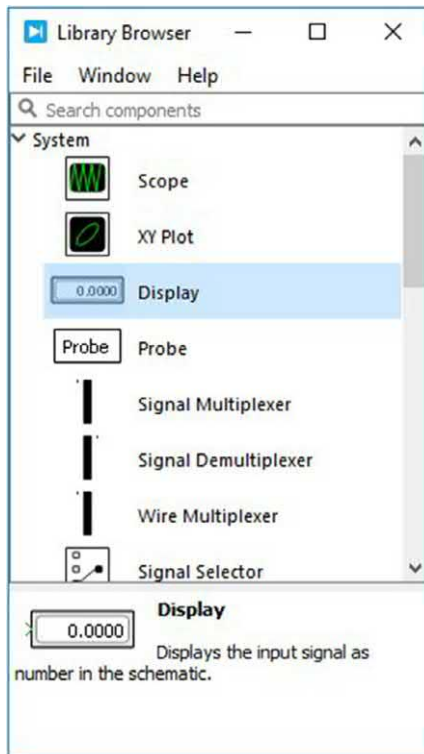 Library Browser
File Window Help
Search components
System
Scope
XY Plot
0.0000 Display
Probe Probe
Signal Multiplexer
Signal Demultiplexer
Wire Multiplexer
Signal Selector
Display
0.0000
Displays the input signal as
number in the schematic.